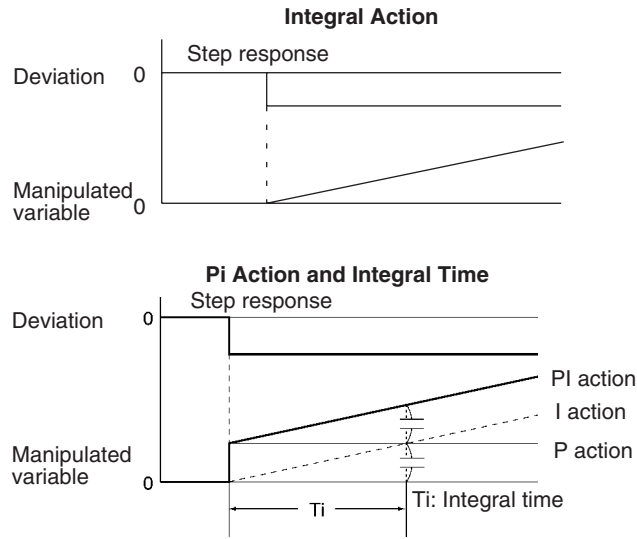 Integral Action
Step response
Deviation 0
Manipulated
variable 0
Pi Action and Integral Time
Step response
Deviation 0
PI action
I action
P action
Manipulated
variable 0
Ti: Integral time
Ti